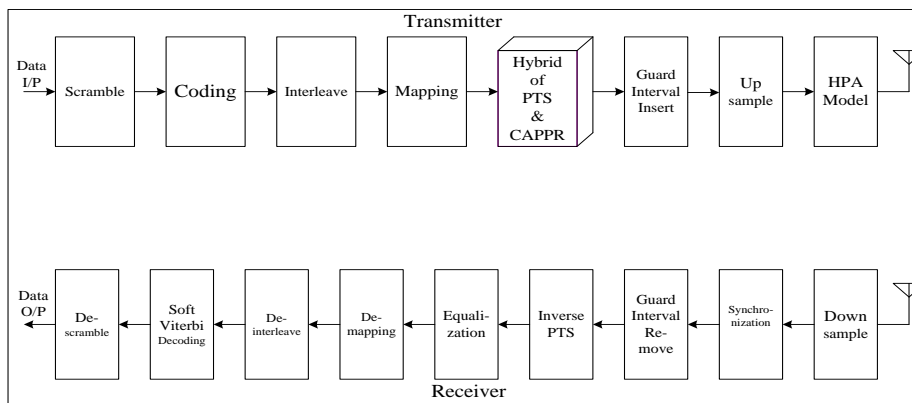 Transmitter
Data
I/P
Scramble
Coding
Interleave
Mapping
Hybrid
of
PTS
&
CAPPR
Guard
Interval
Insert
Up
sample
HPA
Model
Data
O/P
De-
scramble
Soft
Viterbi
Decoding
De-
interleave
De-
mapping
Equali-
zation
Inverse
PTS
Guard
Interval
Re-
move
Synchro-
nization
Down
sample
Receiver